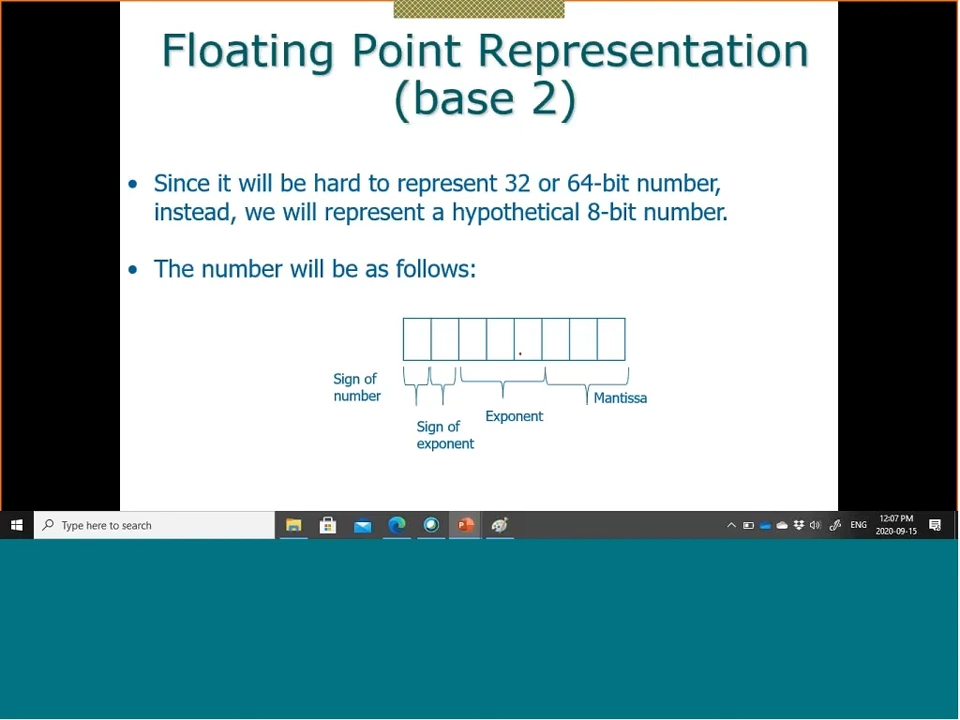 Floating Point Representation
(base 2)
• Since it will be hard to represent 32 or 64-bit number,
instead, we will represent a hypothetical 8-bit number.
• The number will be as follows:
Sign of
number
Sign of
exponent
Exponent
Mantissa
Type here to search
ENG
12:07 PM
2020-09-15